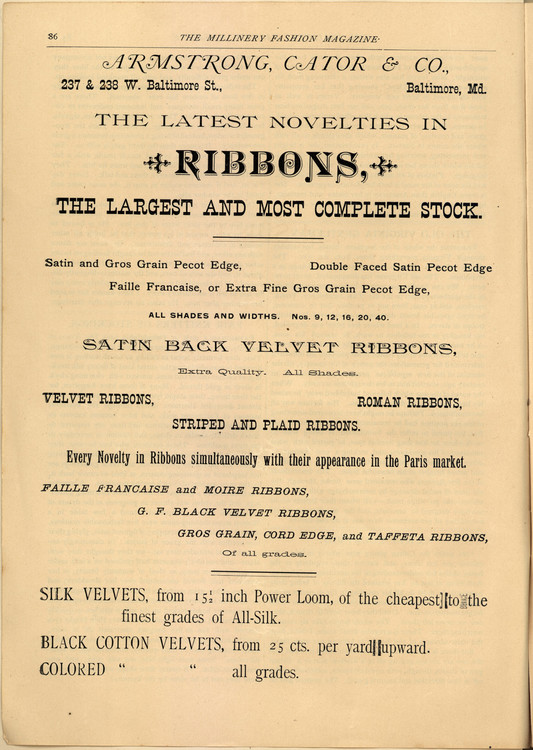 86 THE MILLINERY FASHION MAGAZINE·
ARMSTRONG, CATOR & CO.,
237 & 238 W. Baltimore St., Baltimore, Md.
THE LATEST NOVELTIES IN
RIBBONS,
THE LARGEST AND MOST COMPLETE STOCK.
Satin and Gros Grain Pecot Edge, Double Faced Satin Pecot Edge
Faille Francaise, or Extra Fine Gros Grain Pecot Edge,
ALL SHADES AND WIDTHS. Nos. 9, 12, 16, 20, 40.
SATIN BACK VELVET RIBBONS,
Extra Quality. All Shades.
VELVET RIBBONS, ROMAN RIBBONS,
STRIPED AND PLAID RIBBONS.
Every Novelty in Ribbons simultaneously with their appearance in the Paris market.
FAILLE FRANCAISE and MOIRE RIBBONS,
G. F. BLACK VELVET RIBBONS,
GROS GRAIN, CORD EDGE, and TAFFETA RIBBONS,
Of all grades.
SILK VELVETS, from 15½ inch Power Loom, of the cheapest to the
finest grades of All-Silk.
BLACK COTTON VELVETS, from 25 cts. per yard upward.
COLORED " " all grades.